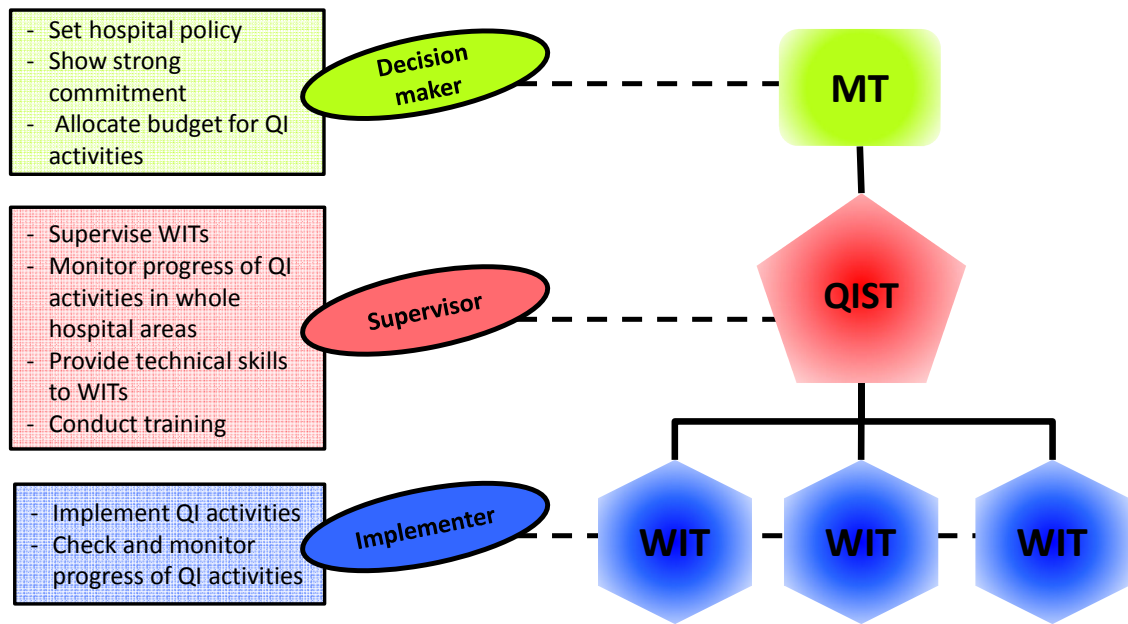 - Set hospital policy
- Show strong
commitment
- Allocate budget for QI
activities
Decision
maker
MT
- Supervise WITs
- Monitor progress of QI
activities in whole
hospital areas
- Provide technical skills
to WITs
- Conduct training
Supervisor
QIST
- Implement QI activities
- Check and monitor
progress of QI activities
Implementer
WIT
WIT
WIT